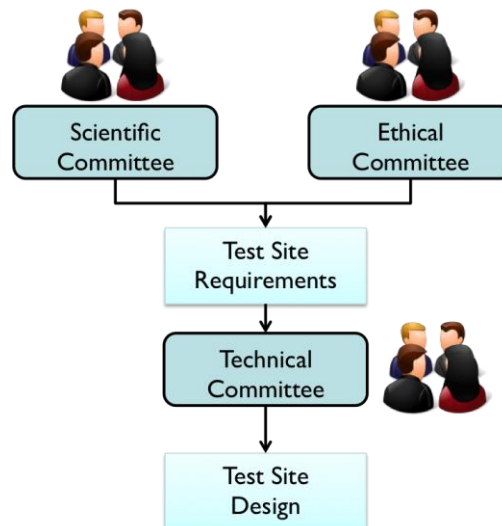 Scientific
Committee
Ethical
Committee
Test Site
Requirements
Technical
Committee
Test Site
Design